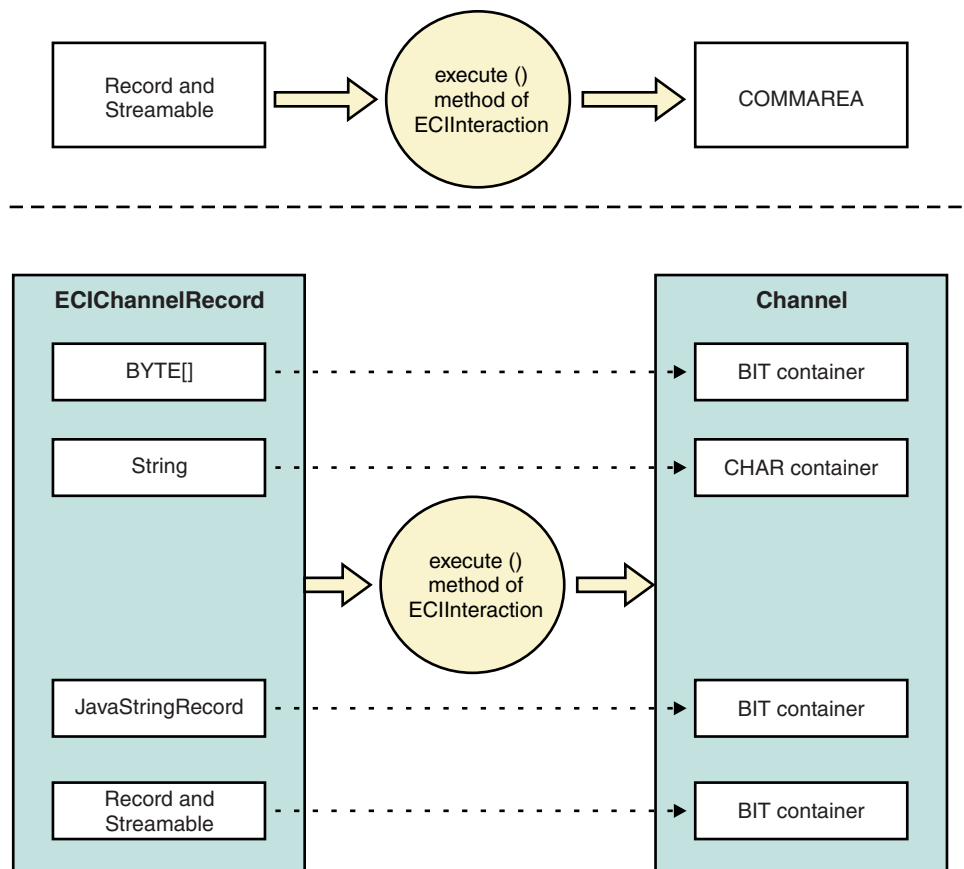 Record and
Streamable
execute ()
method of
ECIInteraction
COMMAREA
ECIChannelRecord
Channel
BYTE[]
BIT container
String
CHAR container
execute ()
method of
ECIInteraction
JavaStringRecord
BIT container
Record and
Streamable
BIT container